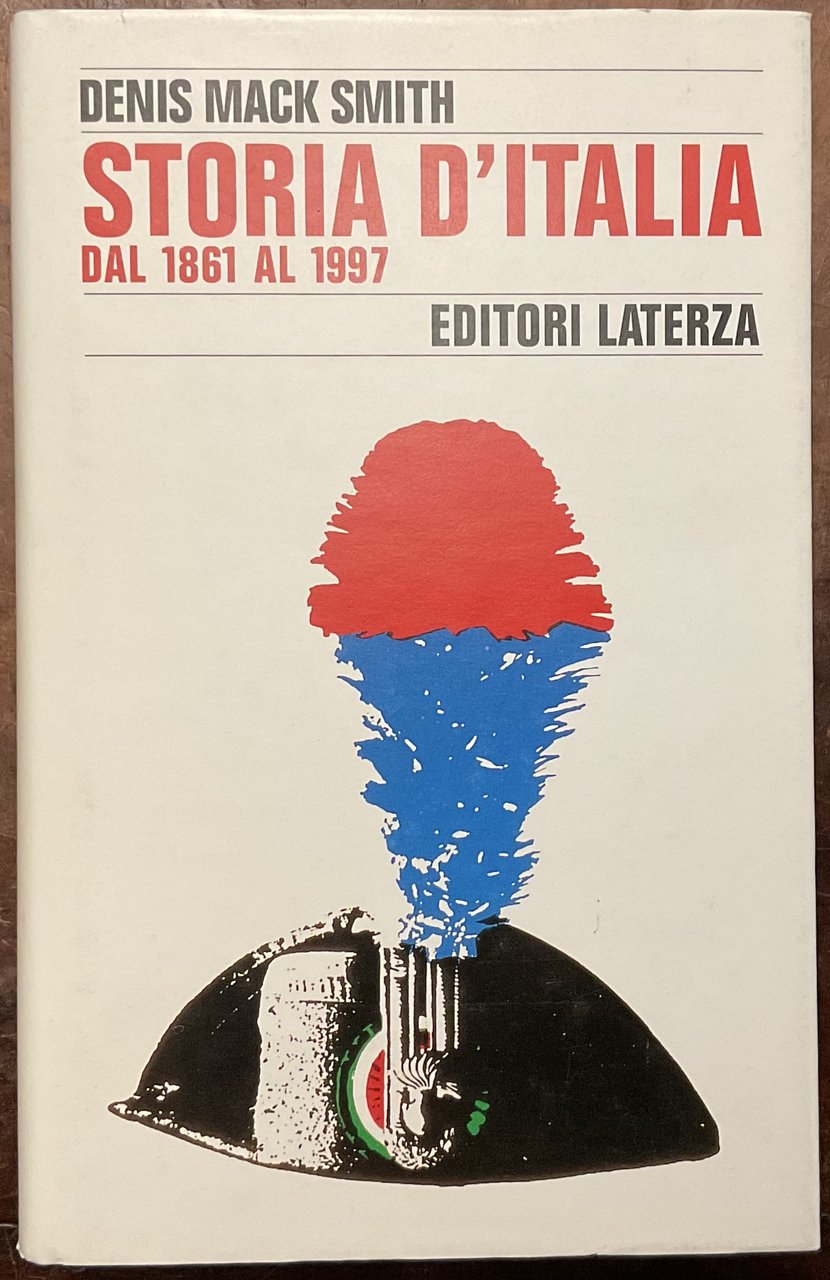 DENIS MACK SMITH
STORIA D'ITALIA
DAL 1861 AL 1997
EDITORI LATERZA